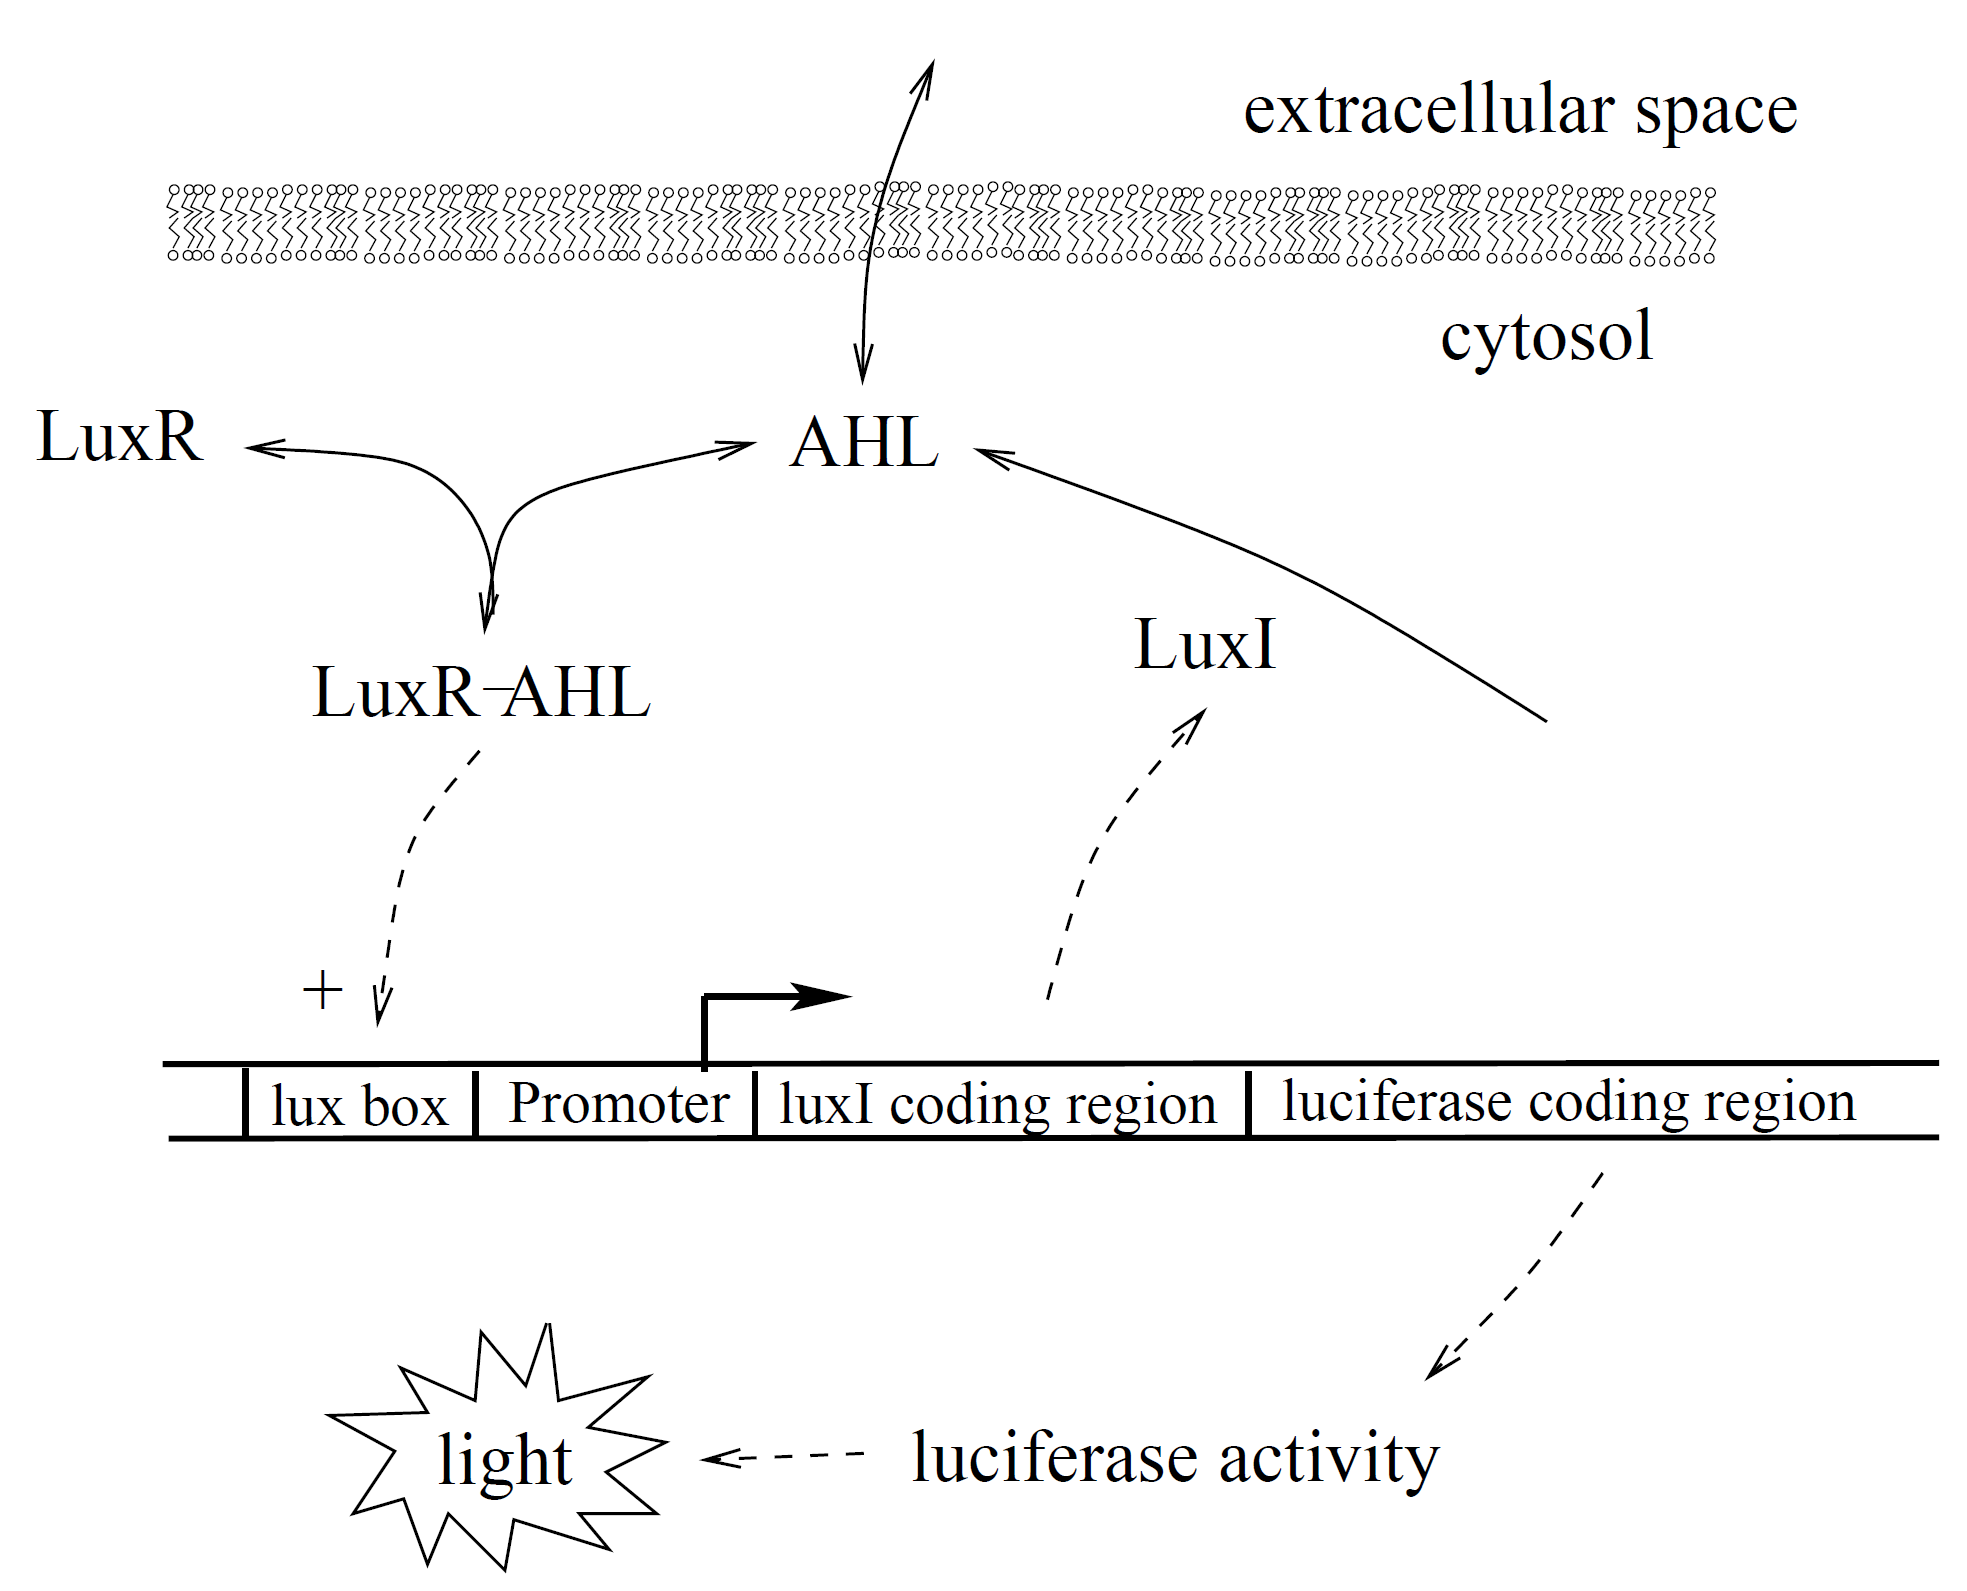 extracellular space
cytosol
LuxR
AHL
LuxI
LuxR-AHL
+
lux box
Promoter
luxI coding region
luciferase coding region
light
luciferase activity